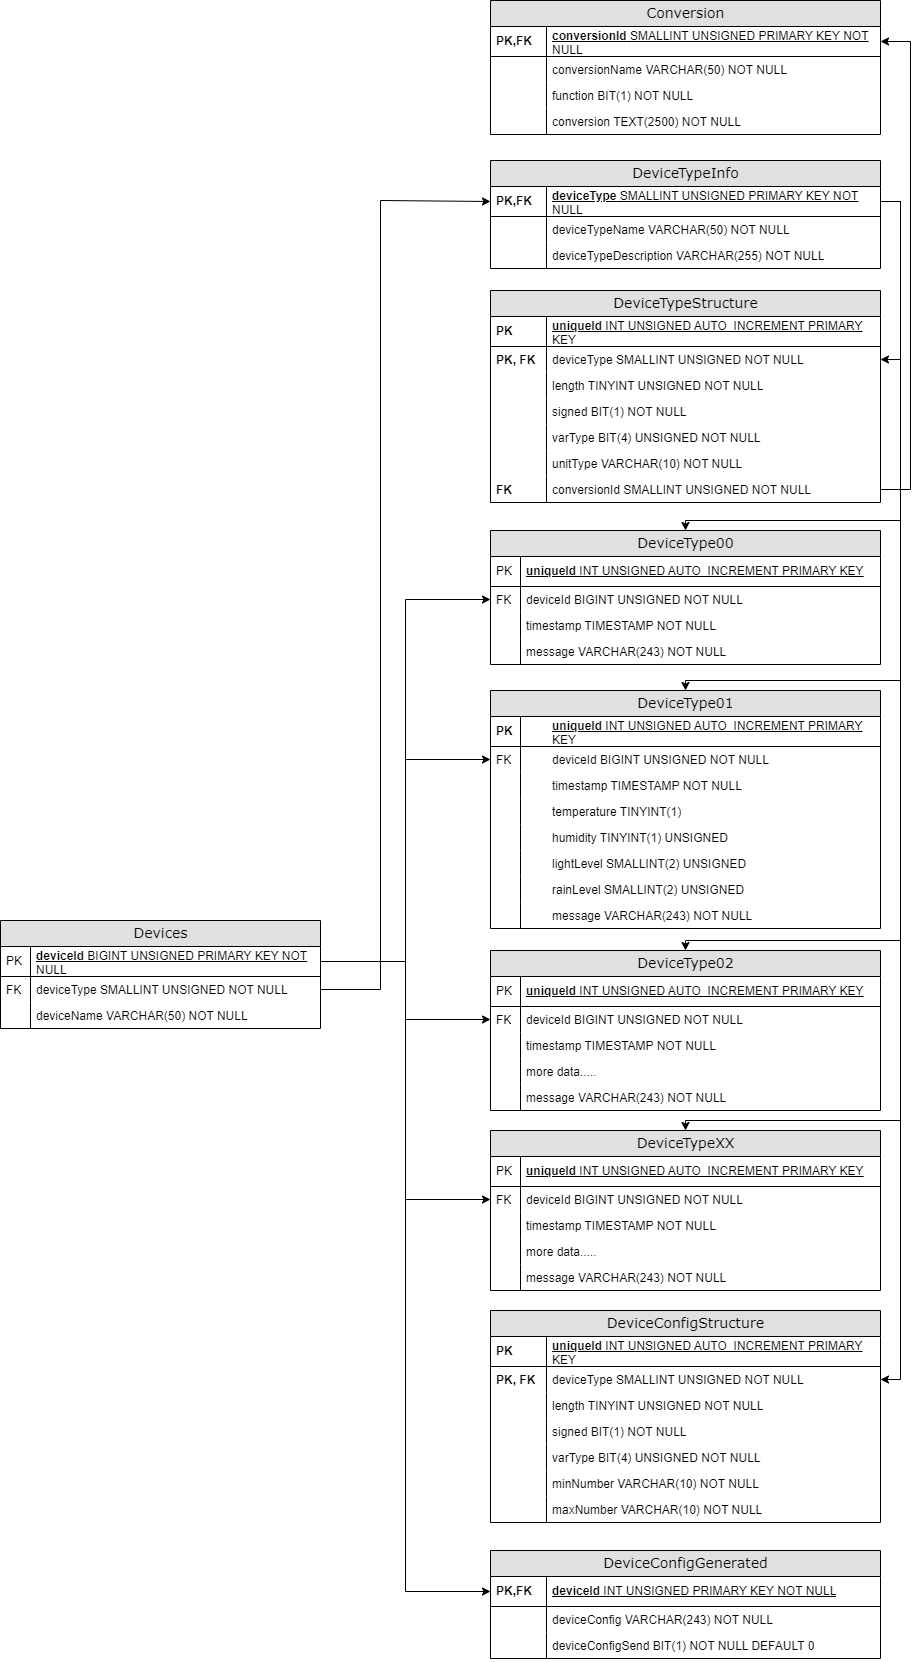 Conversion
PK,FK
conversionId SMALLINT UNSIGNED PRIMARY KEY NOT
NULL
conversionName VARCHAR(50) NOT NULL
function BIT(1) NOT NULL
conversion TEXT(2500) NOT NULL
DeviceTypeInfo
PK,FK
deviceType SMALLINT UNSIGNED PRIMARY KEY NOT
NULL
deviceTypeName VARCHAR(50) NOT NULL
deviceTypeDescription VARCHAR(255) NOT NULL
DeviceTypeStructure
PK
uniqueId INT UNSIGNED AUTO_INCREMENT PRIMARY
KEY
PK, FK
deviceType SMALLINT UNSIGNED NOT NULL
length TINYINT UNSIGNED NOT NULL
signed BIT(1) NOT NULL
varType BIT(4) UNSIGNED NOT NULL
unitType VARCHAR(10) NOT NULL
FK
conversionId SMALLINT UNSIGNED NOT NULL
DeviceType00
PK
uniqueId INT UNSIGNED AUTO_INCREMENT PRIMARY KEY
FK
deviceId BIGINT UNSIGNED NOT NULL
timestamp TIMESTAMP NOT NULL
message VARCHAR(243) NOT NULL
DeviceType01
PK
uniqueId INT UNSIGNED AUTO_INCREMENT PRIMARY
KEY
FK
deviceId BIGINT UNSIGNED NOT NULL
timestamp TIMESTAMP NOT NULL
temperature TINYINT(1)
humidity TINYINT(1) UNSIGNED
lightLevel SMALLINT(2) UNSIGNED
rainLevel SMALLINT(2) UNSIGNED
message VARCHAR(243) NOT NULL
Devices
PK
deviceId BIGINT UNSIGNED PRIMARY KEY NOT
NULL
FK
deviceType SMALLINT UNSIGNED NOT NULL
deviceName VARCHAR(50) NOT NULL
DeviceType02
PK
uniqueId INT UNSIGNED AUTO_INCREMENT PRIMARY KEY
FK
deviceId BIGINT UNSIGNED NOT NULL
timestamp TIMESTAMP NOT NULL
more data.....
message VARCHAR(243) NOT NULL
DeviceTypeXX
PK
uniqueId INT UNSIGNED AUTO_INCREMENT PRIMARY KEY
FK
deviceId BIGINT UNSIGNED NOT NULL
timestamp TIMESTAMP NOT NULL
more data.....
message VARCHAR(243) NOT NULL
DeviceConfigStructure
PK
uniqueId INT UNSIGNED AUTO_INCREMENT PRIMARY
KEY
PK, FK
deviceType SMALLINT UNSIGNED NOT NULL
length TINYINT UNSIGNED NOT NULL
signed BIT(1) NOT NULL
varType BIT(4) UNSIGNED NOT NULL
minNumber VARCHAR(10) NOT NULL
maxNumber VARCHAR(10) NOT NULL
DeviceConfigGenerated
PK,FK
deviceId INT UNSIGNED PRIMARY KEY NOT NULL
deviceConfig VARCHAR(243) NOT NULL
deviceConfigSend BIT(1) NOT NULL DEFAULT 0